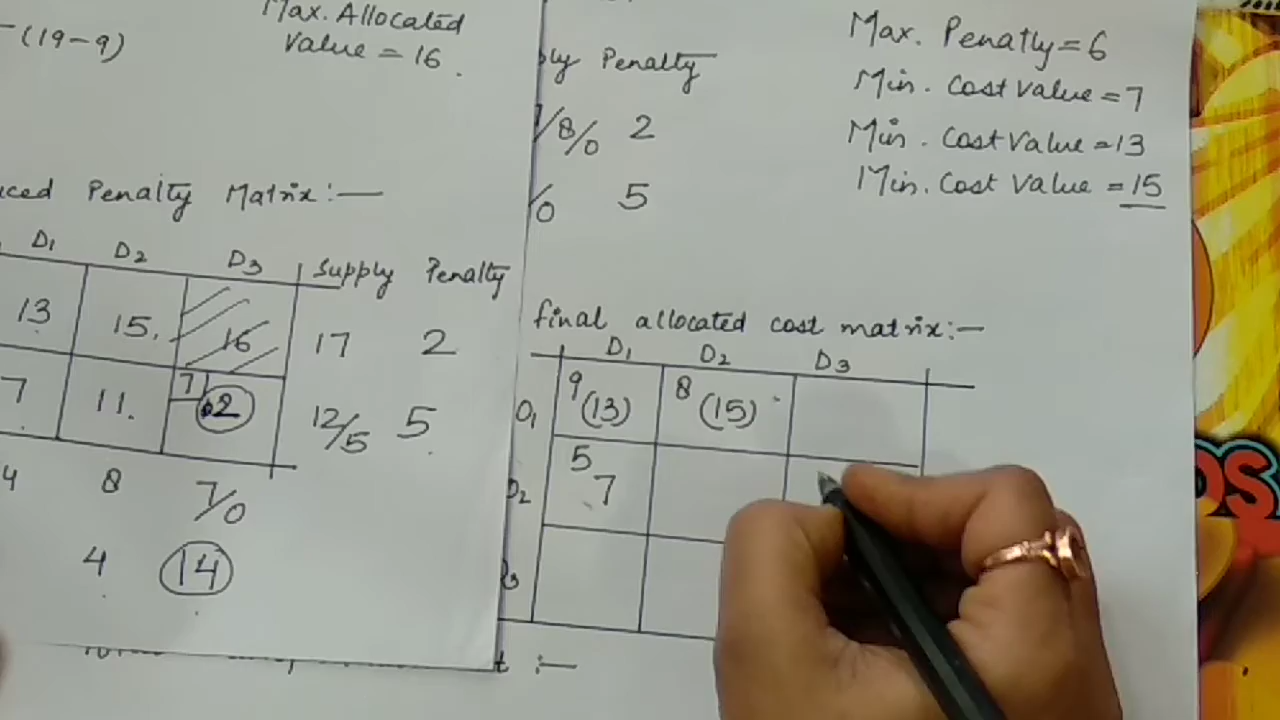 -(19-9)
Max. Allocated
Value = 16.
Penalty Matrix:—
D1 D2 D3 Supply Penalty
13 15. 16 17 2
7 11. 7 2 12/5 5
4 8 7/0
4 14
Penalty
/8/0 2
/0 5
Max. Penatly = 6
Min. Cost Value = 7
Min. Cost Value = 13
Min. Cost Value = 15
final allocated cost matrix:—
D1 D2 D3
O1 9 (13) 8 (15)
O2 5 7
:—